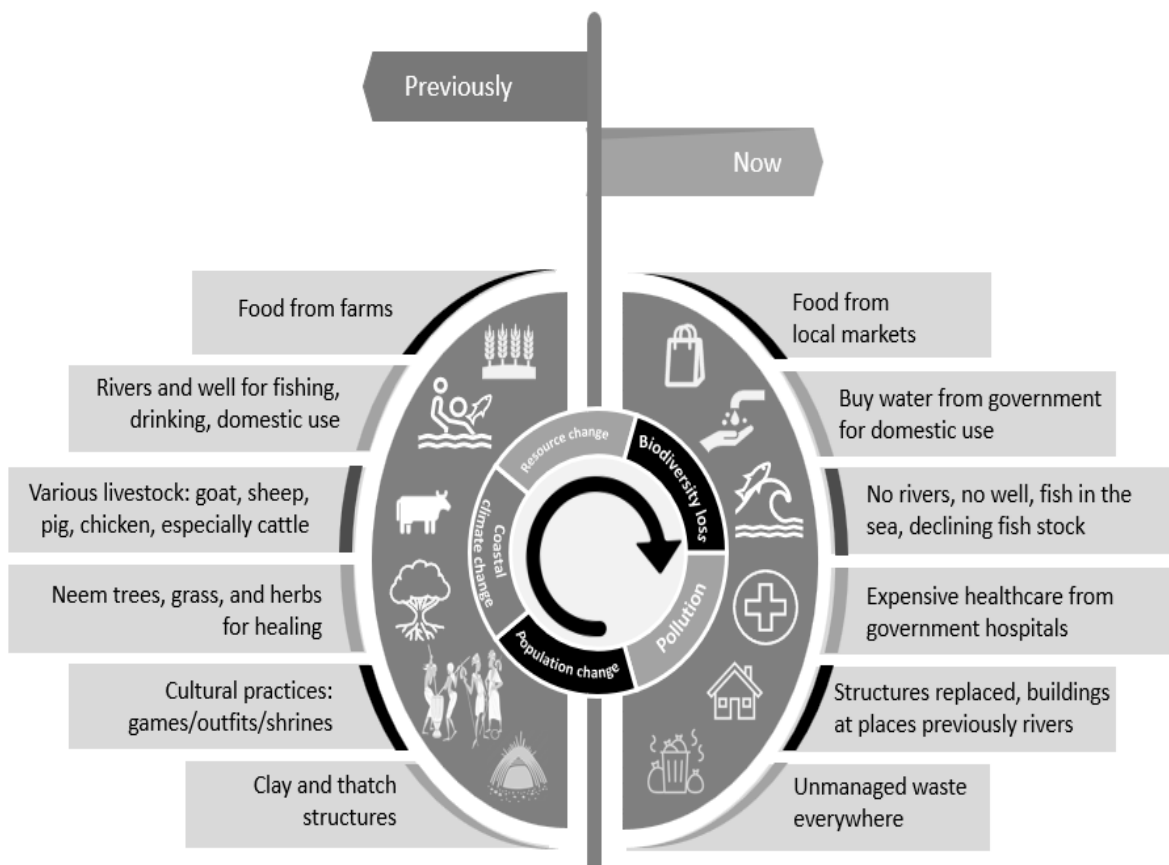 Previously
Now
Food from farms
Rivers and well for fishing,
drinking, domestic use
Various livestock: goat, sheep,
pig, chicken, especially cattle
Neem trees, grass, and herbs
for healing
Cultural practices:
games/outfits/shrines
Clay and thatch
structures
Resource change
Biodiversity loss
Pollution
Population change
Coastal
climate change
Food from
local markets
Buy water from government
for domestic use
No rivers, no well, fish in the
sea, declining fish stock
Expensive healthcare from
government hospitals
Structures replaced, buildings
at places previously rivers
Unmanaged waste
everywhere